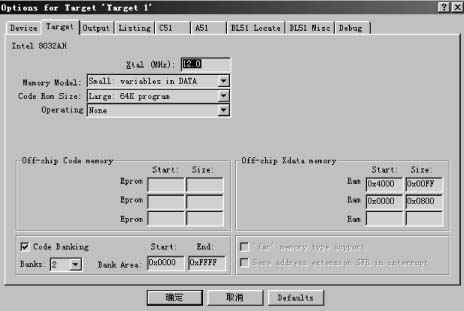 Options for Target 'Target 1'
Device Target Output Listing C51 A51 BL51 Locate BL51 Misc Debug
Intel 8032AH
Xtal (MHz): 12.0
Memory Model: Small: variables in DATA
Code Rom Size: Large: 64K program
Operating None
Off-chip Code memory
Start: Size:
Eprom
Eprom
Eprom
Off-chip Xdata memory
Start: Size:
Ram 0x4000 0x00FF
Ram 0x0000 0x0800
Ram
Code Banking Start: End:
Banks: 2 Bank Area: 0x0000 0xFFFF
'far' memory type support
Save address extension SFR in interrupt
确定 取消 Defaults